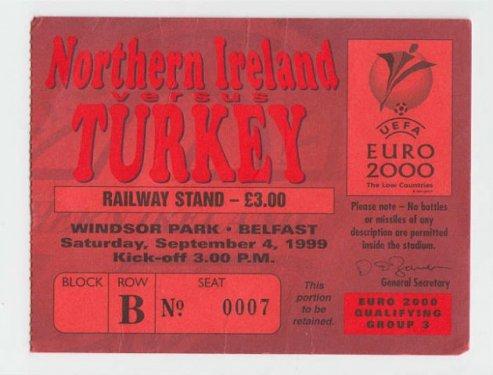 Northern Ireland
versus
TURKEY
RAILWAY STAND – £3.00
WINDSOR PARK · BELFAST
Saturday, September 4, 1999
Kick-off 3.00 P.M.
BLOCK
ROW
B
SEAT
Nº 0007
This
portion
to be
retained.
UEFA
EURO
2000
The Low Countries
Please note – No bottles
or missiles of any
description are permitted
inside the stadium.
General Secretary
EURO 2000
QUALIFYING
GROUP 3